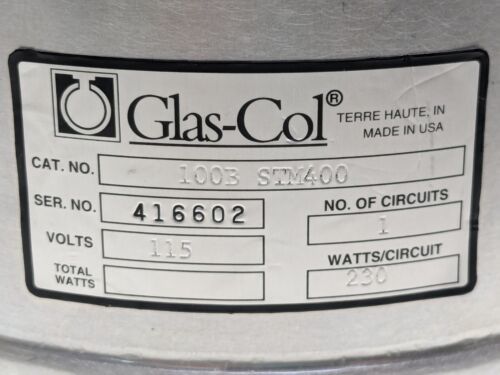 Glas-Col®
TERRE HAUTE, IN
MADE IN USA
CAT. NO. 100B STM400
SER. NO. 416602
NO. OF CIRCUITS
1
VOLTS 115
WATTS/CIRCUIT
230
TOTAL
WATTS